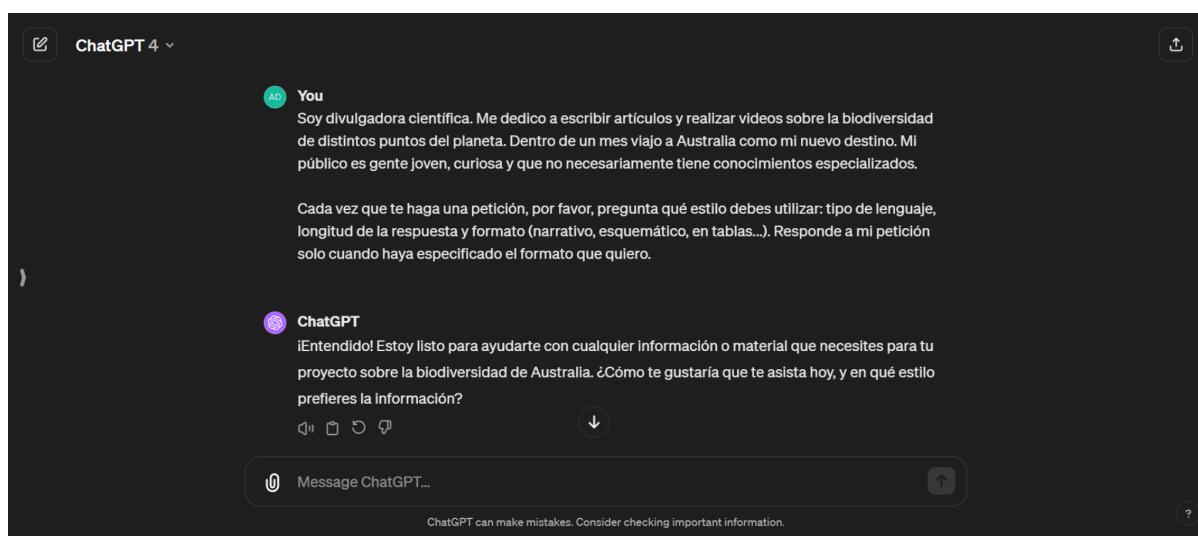 ChatGPT 4
AD
You
Soy divulgadora científica. Me dedico a escribir artículos y realizar videos sobre la biodiversidad
de distintos puntos del planeta. Dentro de un mes viajo a Australia como mi nuevo destino. Mi
público es gente joven, curiosa y que no necesariamente tiene conocimientos especializados.
Cada vez que te haga una petición, por favor, pregunta qué estilo debes utilizar: tipo de lenguaje,
longitud de la respuesta y formato (narrativo, esquemático, en tablas...). Responde a mi petición
solo cuando haya especificado el formato que quiero.
ChatGPT
¡Entendido! Estoy listo para ayudarte con cualquier información o material que necesites para tu
proyecto sobre la biodiversidad de Australia. ¿Cómo te gustaría que te asista hoy, y en qué estilo
prefieres la información?
Message ChatGPT...
ChatGPT can make mistakes. Consider checking important information.
?